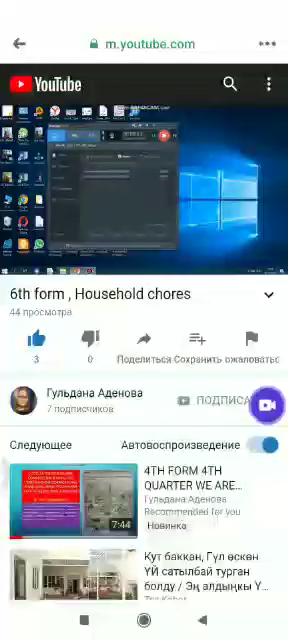 m.youtube.com
YouTube
6th form , Household chores
44 просмотра
3
0
Поделиться
Сохранить
ожаловатьс
Гульдана Аденова
7 подписчиков
ПОДПИСА
Следующее
Автовоспроизведение
4TH FORM 4TH
QUARTER WE ARE...
Гульдана Аденова
Recommended for you
Новинка
7:44
Кут баккан, Гүл өскөн
ҮЙ сатылбай турган
болду / Эң алдыңкы Ү...